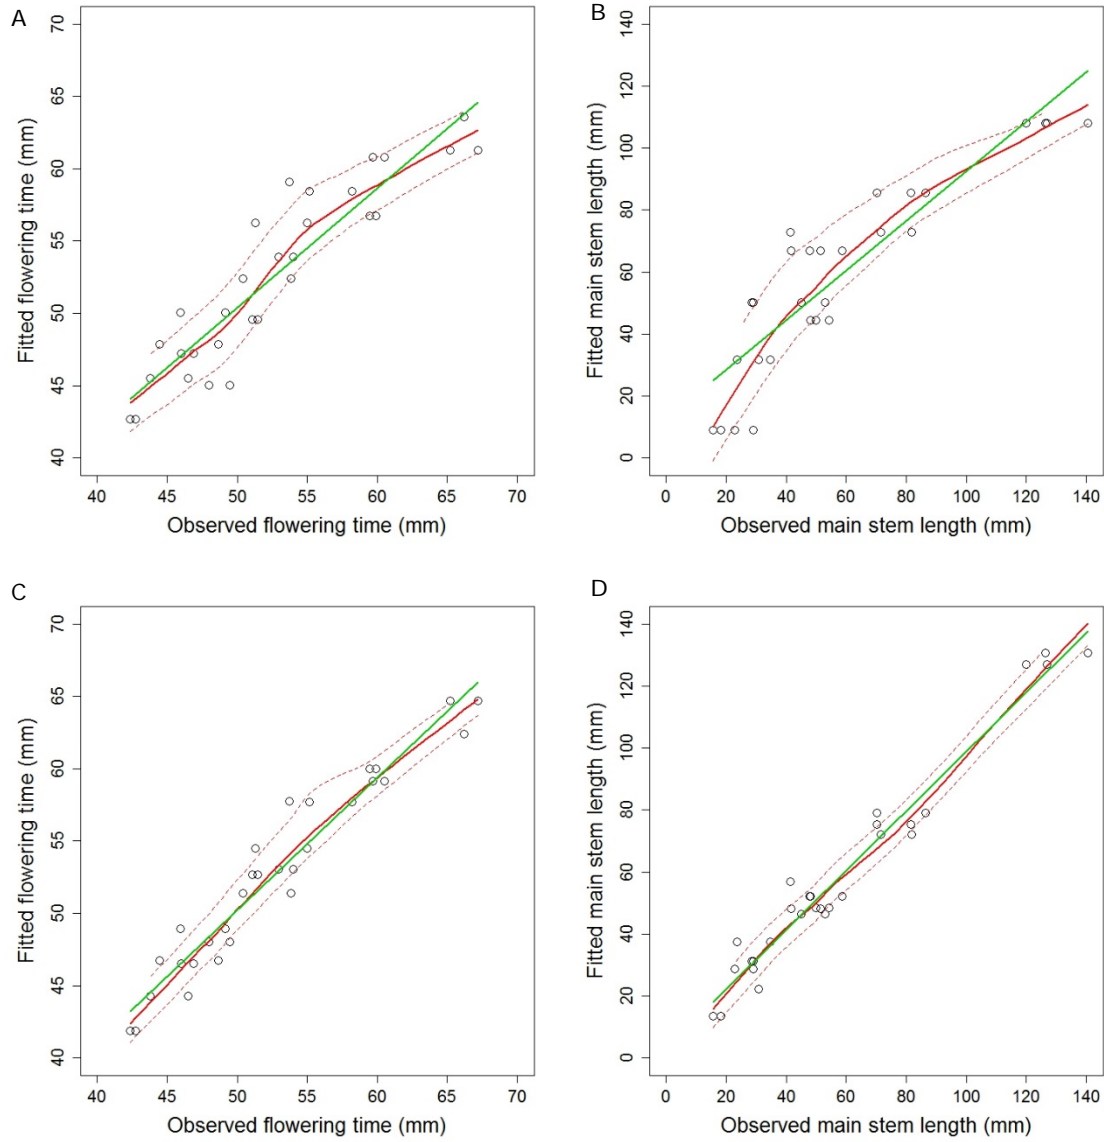 A
70
65
60
55
50
45
40
Fitted flowering time (mm)
40 45 50 55 60 65 70
Observed flowering time (mm)
B
140
120
100
80
60
40
20
0
Fitted main stem length (mm)
0 20 40 60 80 100 120 140
Observed main stem length (mm)
C
70
65
60
55
50
45
40
Fitted flowering time (mm)
40 45 50 55 60 65 70
Observed flowering time (mm)
D
140
120
100
80
60
40
20
0
Fitted main stem length (mm)
0 20 40 60 80 100 120 140
Observed main stem length (mm)